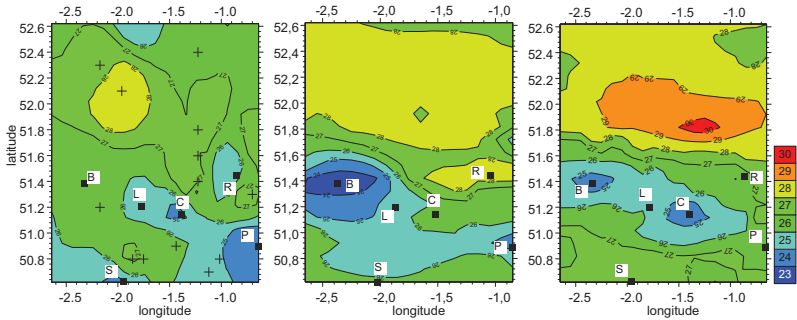 -2.5 -2.0 -1.5 -1.0
-2,5 -2,0 -1,5 -1,0
-2.5 -2.0 -1.5 -1.0
52.6
52.4
52.2
52.0
51.8
51.6
51.4
51.2
51.0
50.8
latitude
52.6
52.4
52.2
52.0
51.8
51.6
51.4
51.2
51.0
50.8
52.6
52.4
52.2
52.0
51.8
51.6
51.4
51.2
51.0
50.8
B
L
C
R
P
S
B
L
C
R
P
S
B
L
C
R
P
S
30
29
28
27
26
25
24
23
-2.5 -2.0 -1.5 -1.0
longitude
-2,5 -2,0 -1,5 -1,0
longitude
-2.5 -2.0 -1.5 -1.0
longitude